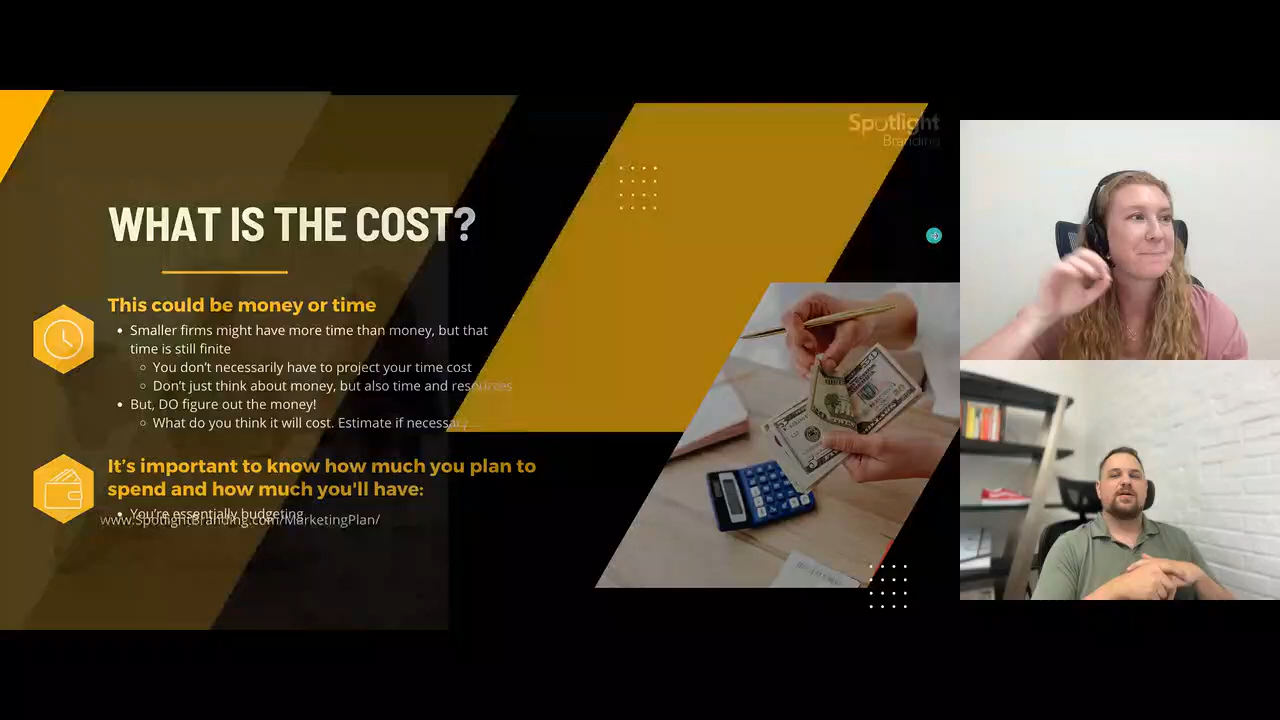 Spotlight
Branding
WHAT IS THE COST?
This could be money or time
• Smaller firms might have more time than money, but that
time is still finite
○ You don't necessarily have to project your time cost
○ Don't just think about money, but also time and resources
• But, DO figure out the money!
○ What do you think it will cost. Estimate if necessary
It's important to know how much you plan to
spend and how much you'll have:
• You're essentially budgeting
www.SpotlightBranding.com/MarketingPlan/